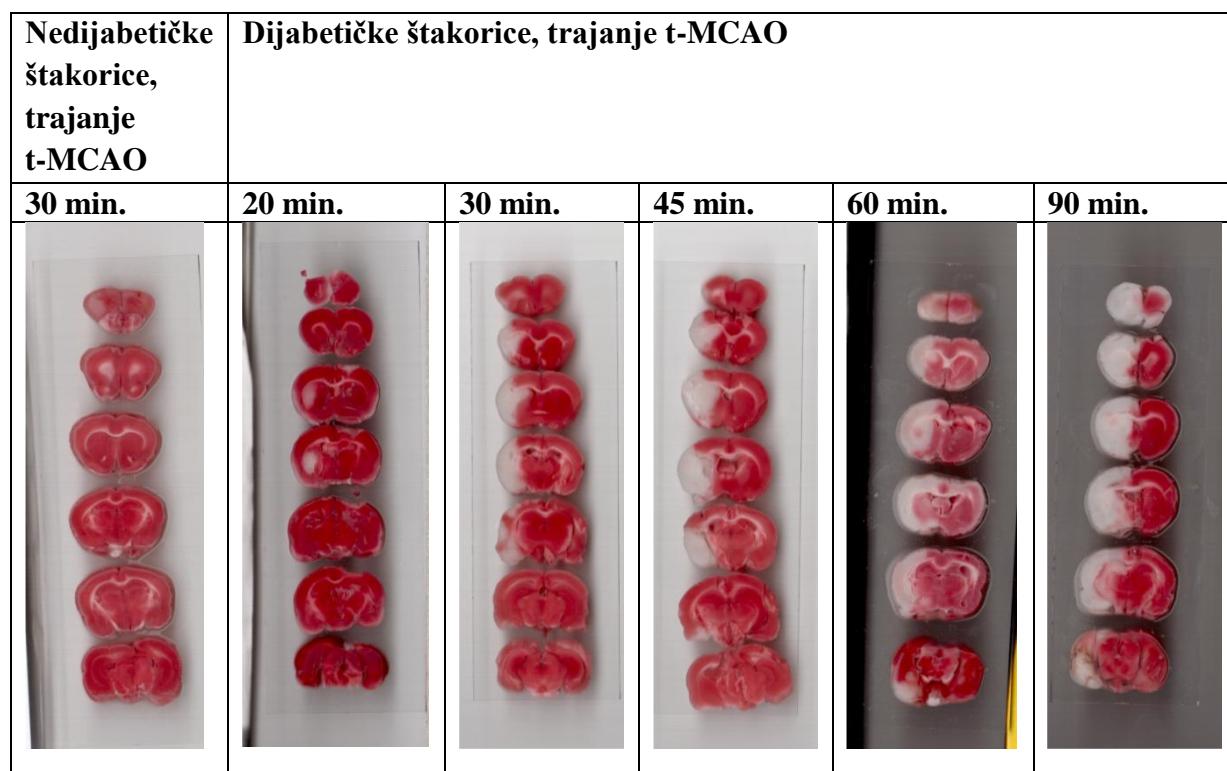 Nedijabetičke
štakorice,
trajanje
t-MCAO
Dijabetičke štakorice, trajanje t-MCAO
30 min.
20 min.
30 min.
45 min.
60 min.
90 min.